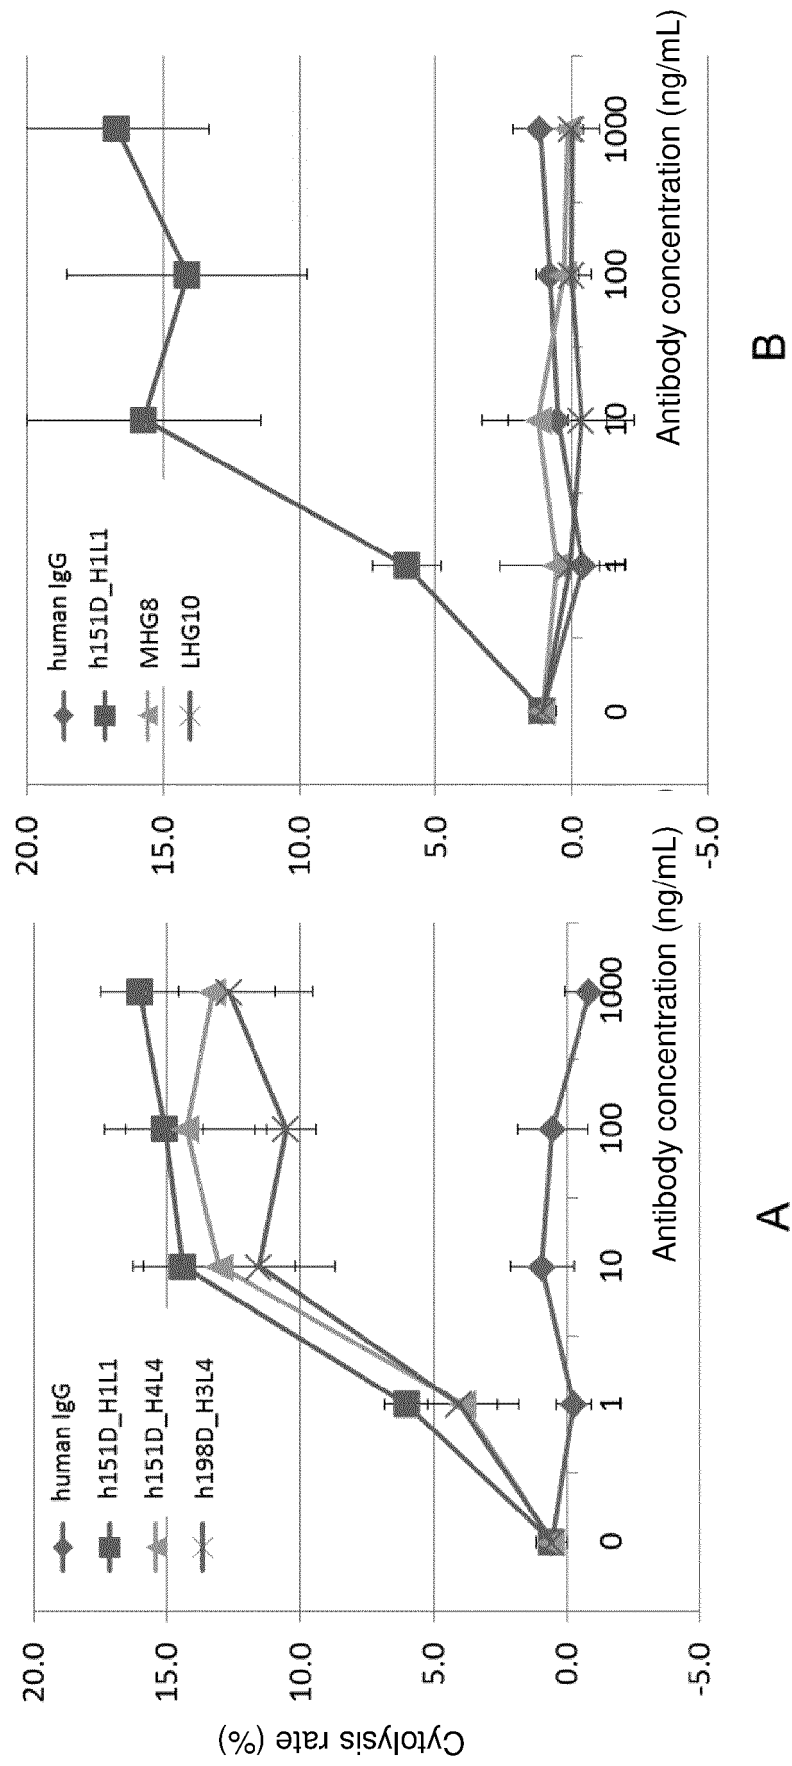 Cytolysis rate (%)
20.0
15.0
10.0
5.0
0.0
-5.0
human IgG
h151D_H1L1
h151D_H4L4
h198D_H3L4
0
1
10
100
1000
Antibody concentration (ng/mL)
A
20.0
15.0
10.0
5.0
0.0
-5.0
human IgG
h151D_H1L1
MHG8
LHG10
0
1
10
100
1000
Antibody concentration (ng/mL)
B